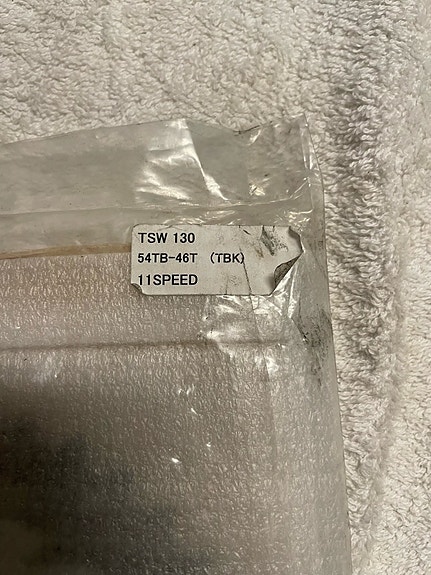 TSW 130
54TB-46T (TBK)
11SPEED